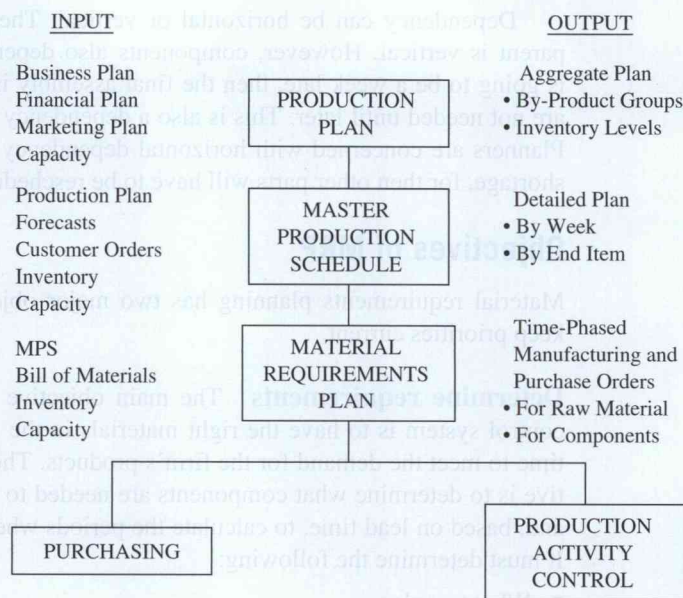 INPUT
OUTPUT
Business Plan
Financial Plan
Marketing Plan
Capacity
PRODUCTION
PLAN
Aggregate Plan
• By-Product Groups
• Inventory Levels
Production Plan
Forecasts
Customer Orders
Inventory
Capacity
MASTER
PRODUCTION
SCHEDULE
Detailed Plan
• By Week
• By End Item
MPS
Bill of Materials
Inventory
Capacity
MATERIAL
REQUIREMENTS
PLAN
Time-Phased
Manufacturing and
Purchase Orders
• For Raw Material
• For Components
PURCHASING
PRODUCTION
ACTIVITY
CONTROL